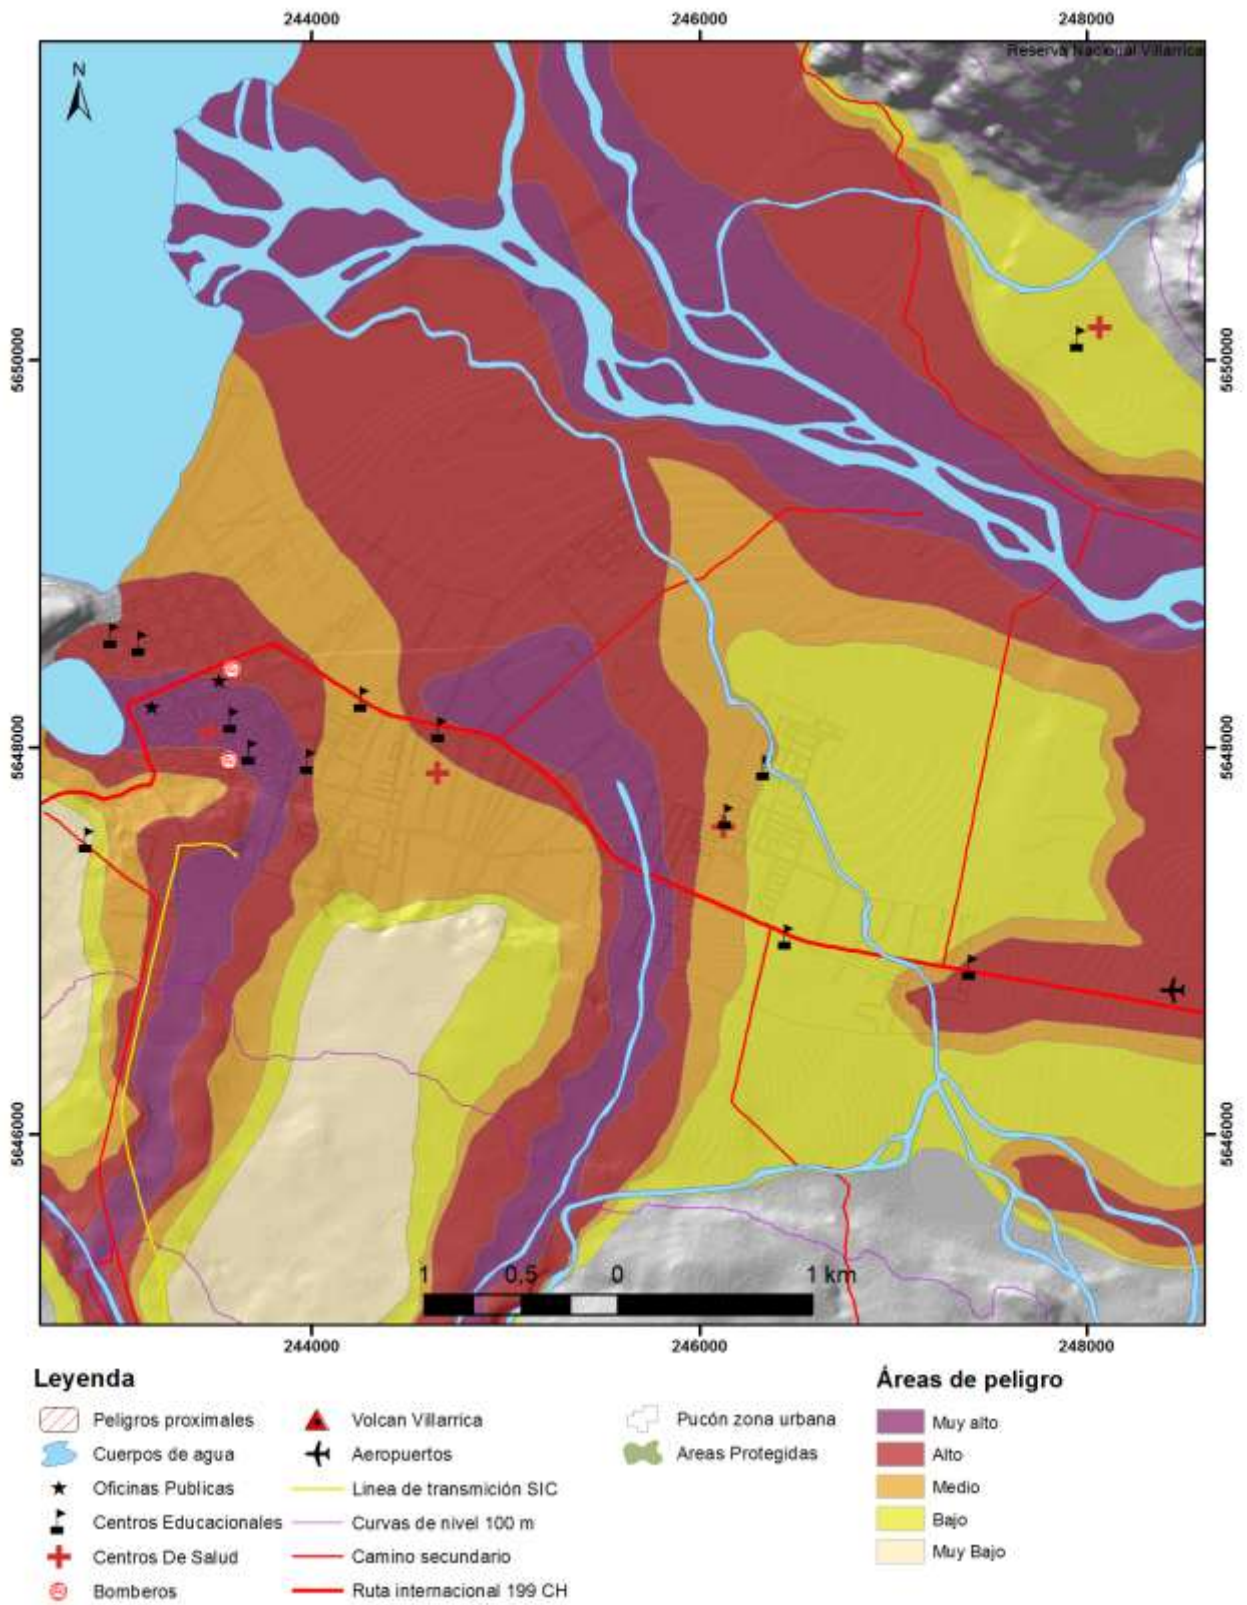 244000 246000 248000
Reserva Nacional Villarrica
N
5650000 5650000
5648000 5648000
5646000 5646000
1 0,5 0 1 km
244000 246000 248000
Leyenda
Peligros proximales
Cuerpos de agua
Oficinas Publicas
Centros Educacionales
Centros De Salud
Bomberos
Volcan Villarrica
Aeropuertos
Linea de transmición SIC
Curvas de nivel 100 m
Camino secundario
Ruta internacional 199 CH
Pucón zona urbana
Areas Protegidas
Áreas de peligro
Muy alto
Alto
Medio
Bajo
Muy Bajo